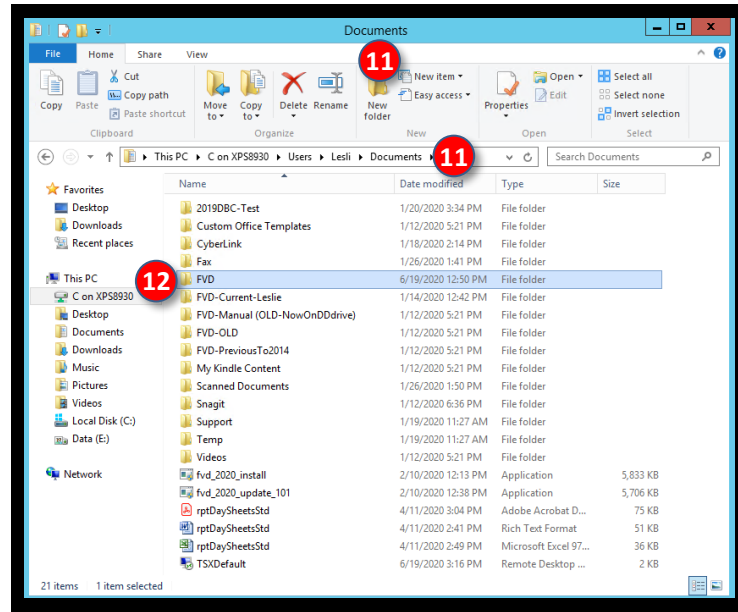 Documents
File Home Share View
Copy
Paste
Cut
Copy path
Paste shortcut
Clipboard
Move to
Copy to
Delete
Rename
Organize
New folder
11
New item
Easy access
New
Properties
Open
Edit
Open
Select all
Select none
Invert selection
Select
This PC Con XPS8930 Users Lesli Documents 11
Search Documents
Favorites
Desktop
Downloads
Recent places
This PC
C on XPS8930
Desktop
Documents
Downloads
Music
Pictures
Videos
Local Disk (C:)
Data (E:)
Network
12
Name Date modified Type Size
2019DBC-Test 1/20/2020 3:34 PM File folder
Custom Office Templates 1/12/2020 5:21 PM File folder
CyberLink 1/18/2020 2:14 PM File folder
Fax 1/26/2020 1:41 PM File folder
FVD 6/19/2020 12:50 PM File folder
FVD-Current-Leslie 1/14/2020 12:42 PM File folder
FVD-Manual (OLD-NowOnDDdrive) 1/12/2020 5:21 PM File folder
FVD-OLD 1/12/2020 5:21 PM File folder
FVD-PreviousTo2014 1/12/2020 5:21 PM File folder
My Kindle Content 1/12/2020 5:21 PM File folder
Scanned Documents 1/26/2020 1:50 PM File folder
Snagit 1/12/2020 6:36 PM File folder
Support 1/19/2020 11:27 AM File folder
Temp 1/19/2020 11:27 AM File folder
Videos 1/12/2020 5:21 PM File folder
fvd_2020_install 2/10/2020 12:13 PM Application 5,833 KB
fvd_2020_update_101 2/10/2020 12:38 PM Application 5,706 KB
rptDaySheetsStd 4/11/2020 3:04 PM Adobe Acrobat D... 75 KB
rptDaySheetsStd 4/11/2020 2:41 PM Rich Text Format 51 KB
rptDaySheetsStd 4/11/2020 2:49 PM Microsoft Excel 97... 36 KB
TSXDefault 6/19/2020 3:16 PM Remote Desktop ... 2 KB
21 items 1 item selected